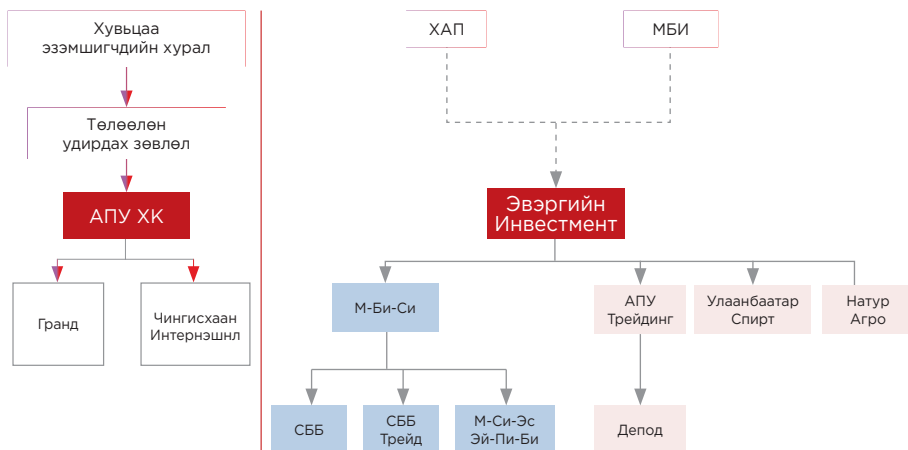 Хувьцаа
эзэмшигчдийн хурал
Төлөөлөн
удирдах зөвлөл
АПУ ХК
Гранд
Чингисхаан
Интернэшнл
ХАП
МБИ
Эвэргийн
Инвестмент
М-Би-Си
АПУ
Трейдинг
Улаанбаатар
Спирт
Натур
Агро
СББ
СББ
Трейд
М-Си-Эс
Эй-Пи-Би
Депод